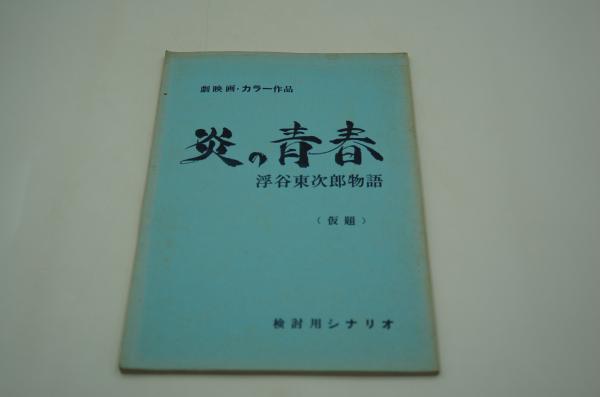 劇映画・カラー作品
炎の青春
浮谷東次郎物語
（仮題）
検討用シナリオ